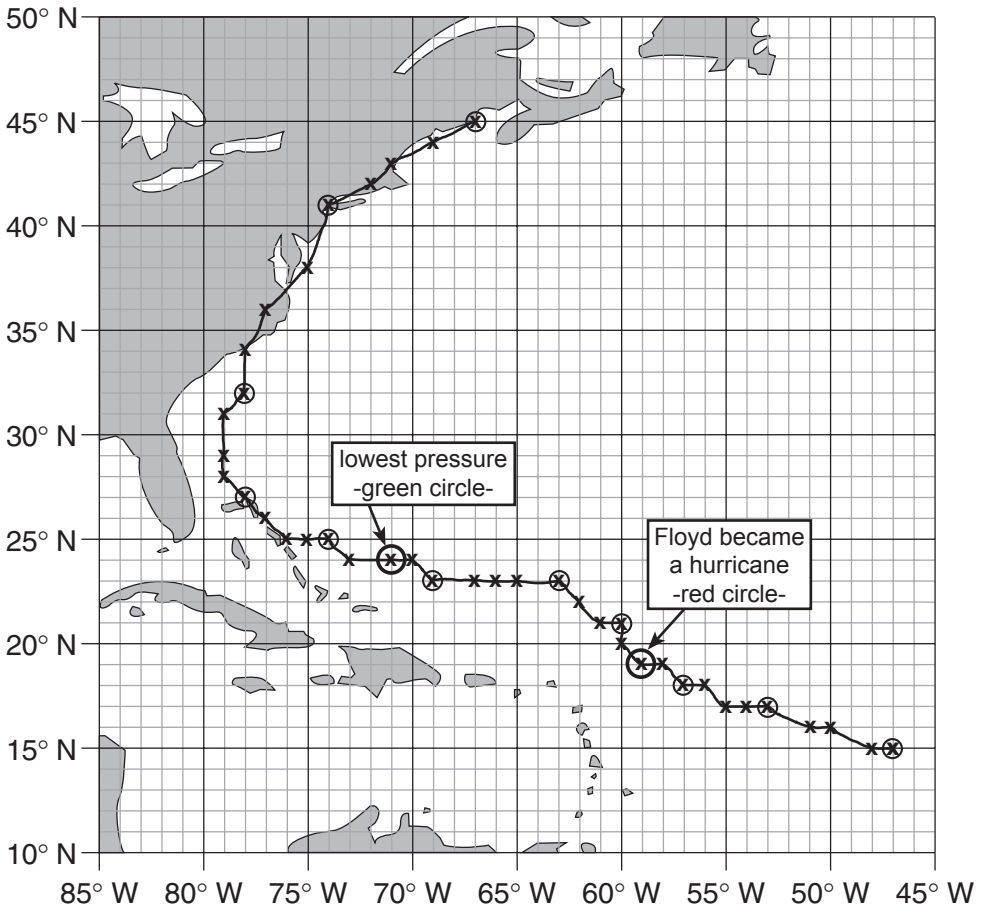 50° N
45° N
40° N
35° N
30° N
lowest pressure
-green circle-
25° N
Floyd became
a hurricane
-red circle-
20° N
15° N
10° N
85° W 80° W 75° W 70° W 65° W 60° W 55° W 50° W 45° W